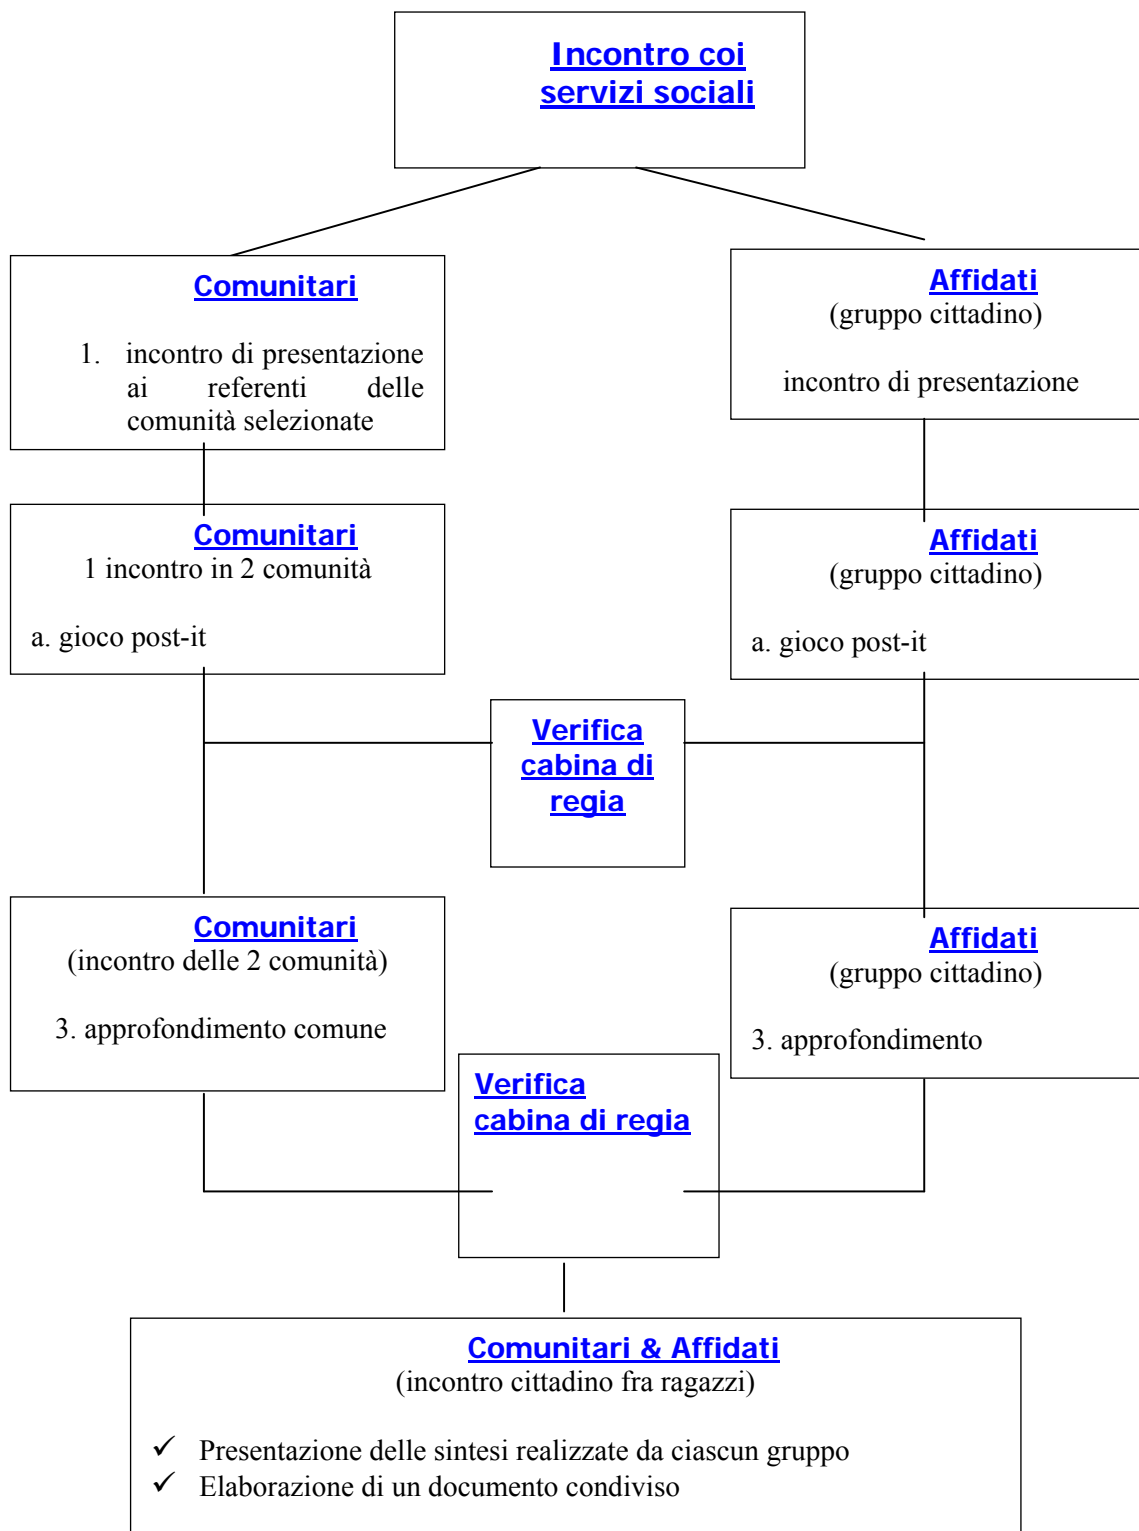 Incontro coi
servizi sociali
Comunitari
1. incontro di presentazione
ai referenti delle
comunità selezionate
Affidati
(gruppo cittadino)
incontro di presentazione
Comunitari
1 incontro in 2 comunità
a. gioco post-it
Affidati
(gruppo cittadino)
a. gioco post-it
Verifica
cabina di
regia
Comunitari
(incontro delle 2 comunità)
3. approfondimento comune
Affidati
(gruppo cittadino)
3. approfondimento
Verifica
cabina di regia
Comunitari & Affidati
(incontro cittadino fra ragazzi)
✓ Presentazione delle sintesi realizzate da ciascun gruppo
✓ Elaborazione di un documento condiviso